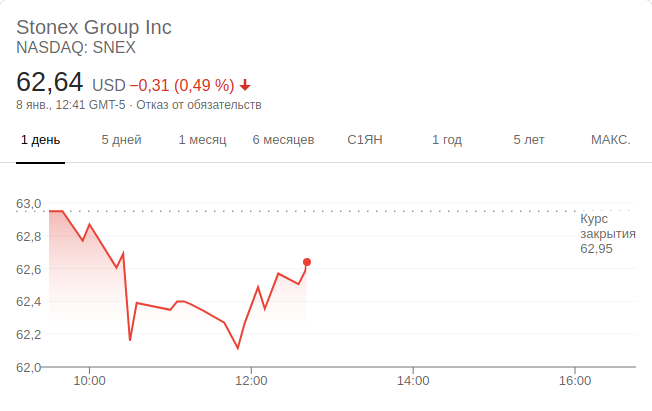 Stonex Group Inc
NASDAQ: SNEX
62,64 USD −0,31 (0,49 %)
8 янв., 12:41 GMT-5 · Отказ от обязательств
1 день 5 дней 1 месяц 6 месяцев С1ЯН 1 год 5 лет МАКС.
63,0
Курс
закрытия
62,8
62,95
62,6
62,4
62,2
62,0
10:00 12:00 14:00 16:00